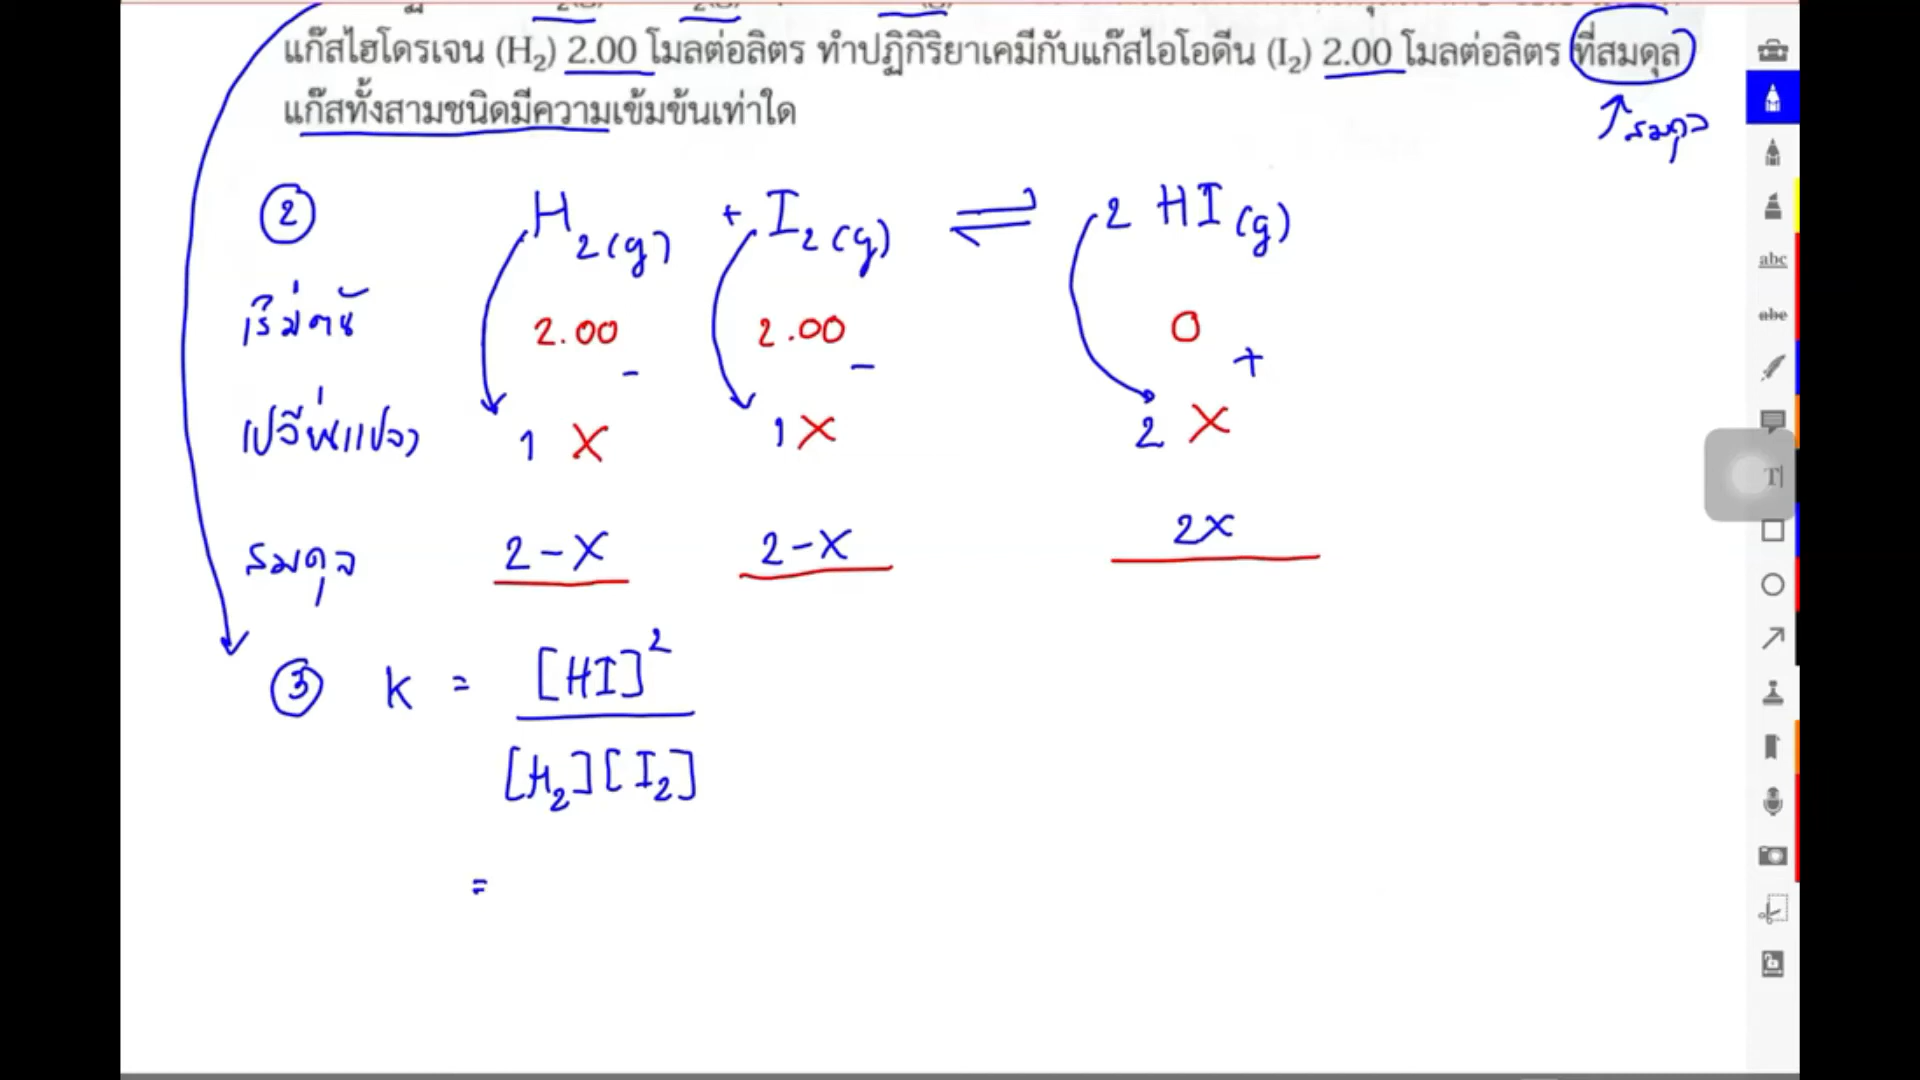 แก๊สไฮโดรเจน (H₂) 2.00 โมลต่อลิตร ทำปฏิกิริยาเคมีกับแก๊สไอโอดีน (I₂) 2.00 โมลต่อลิตร ที่สมดุล
แก๊สทั้งสามชนิดมีความเข้มข้นเท่าใด
สมดุล
② H₂(g) + I₂(g) ⇌ 2 HI(g)
เริ่มต้น 2.00 2.00 0
- - +
เปลี่ยนแปลง 1 X 1 X 2 X
สมดุล 2-X 2-X 2X
③ K = [HI]²
[H₂][I₂]
=
abc
abc
T|